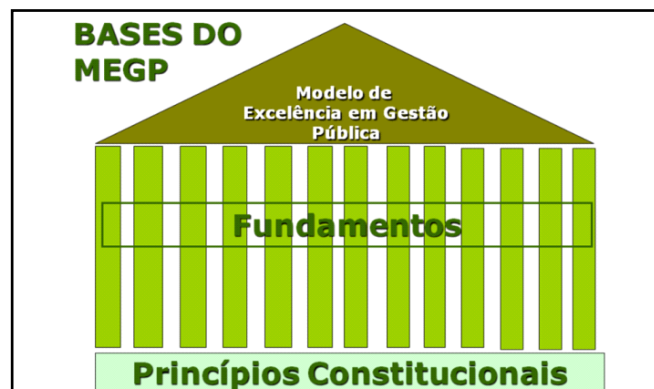 BASES DO
MEGP
Modelo de
Excelência em Gestão
Pública
Fundamentos
Princípios Constitucionais